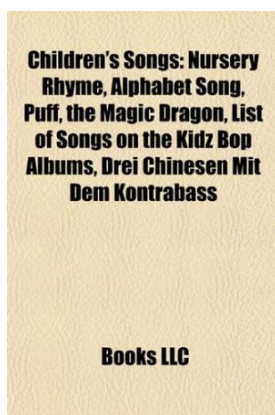 Children's Songs: Nursery
Rhyme, Alphabet Song,
Puff, the Magic Dragon, List
of Songs on the Kidz Bop
Albums, Drei Chinesen Mit
Dem Kontrabass
Books LLC